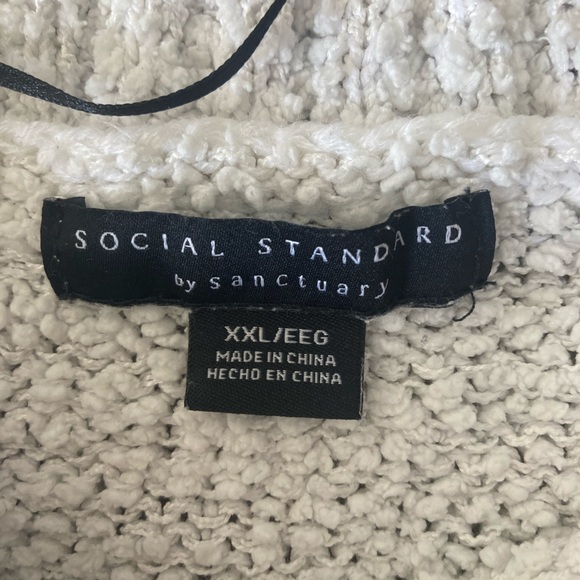 SOCIAL STANDARD
by sanctuary
XXL/EEG
MADE IN CHINA
HECHO EN CHINA